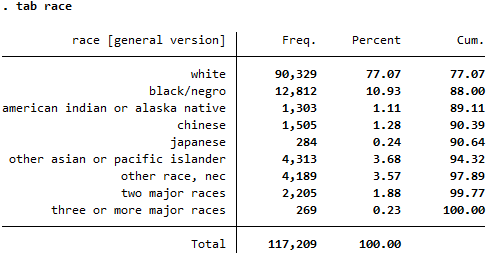 . tab race
race [general version] Freq. Percent Cum.
white 90,329 77.07 77.07
black/negro 12,812 10.93 88.00
american indian or alaska native 1,303 1.11 89.11
chinese 1,505 1.28 90.39
japanese 284 0.24 90.64
other asian or pacific islander 4,313 3.68 94.32
other race, nec 4,189 3.57 97.89
two major races 2,205 1.88 99.77
three or more major races 269 0.23 100.00
Total 117,209 100.00